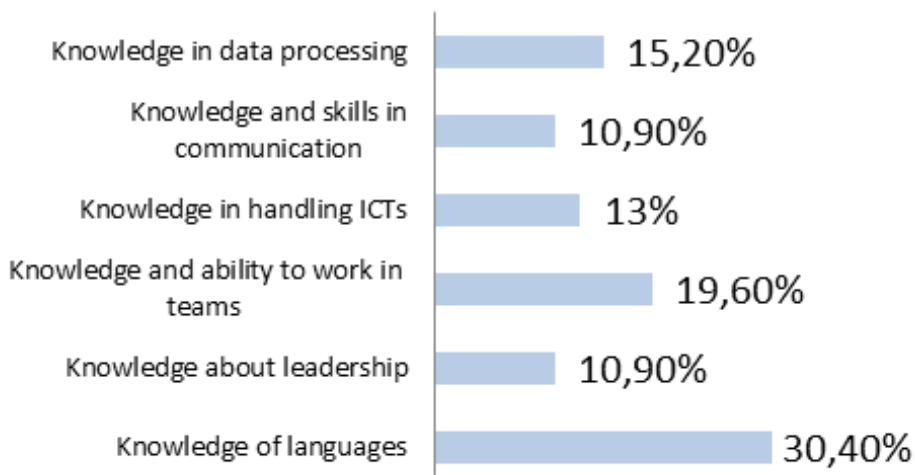 Knowledge in data processing
15,20%
Knowledge and skills in
communication
10,90%
Knowledge in handling ICTs
13%
Knowledge and ability to work in
teams
19,60%
Knowledge about leadership
10,90%
Knowledge of languages
30,40%